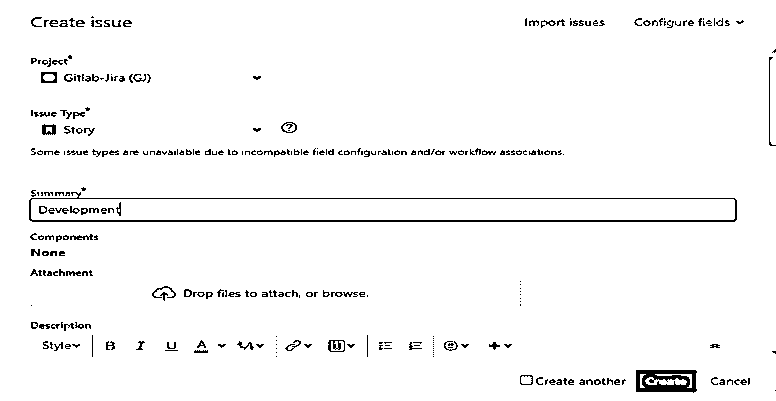 Create issue Import issues Configure fields
Project*
Gitlab-Jira (GJ)
Issue Type*
Story
Some issue types are unavailable due to incompatible field configuration and/or workflow associations.
Summary*
Development
Components
None
Attachment
Drop files to attach, or browse.
Description
Style B I U A
Create another Create Cancel